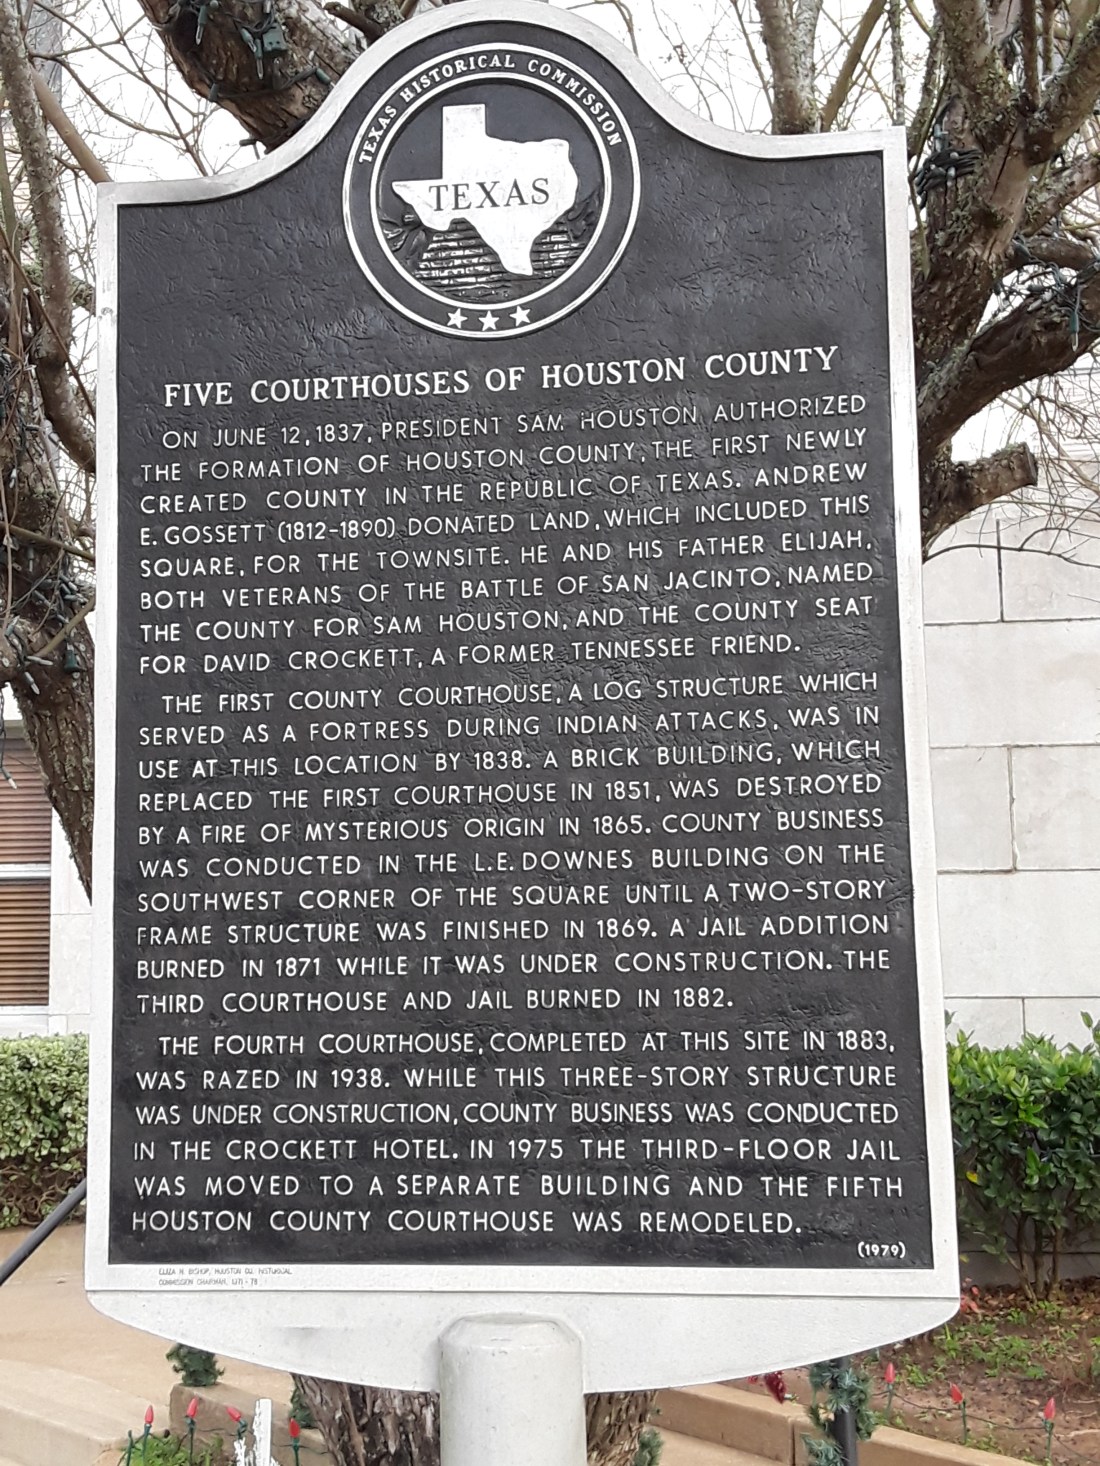 TEXAS HISTORICAL COMMISSION
TEXAS
FIVE COURTHOUSES OF HOUSTON COUNTY
ON JUNE 12, 1837, PRESIDENT SAM HOUSTON AUTHORIZED
THE FORMATION OF HOUSTON COUNTY, THE FIRST NEWLY
CREATED COUNTY IN THE REPUBLIC OF TEXAS. ANDREW
E. GOSSETT (1812-1890) DONATED LAND, WHICH INCLUDED THIS
SQUARE, FOR THE TOWNSITE. HE AND HIS FATHER ELIJAH,
BOTH VETERANS OF THE BATTLE OF SAN JACINTO, NAMED
THE COUNTY FOR SAM HOUSTON, AND THE COUNTY SEAT
FOR DAVID CROCKETT, A FORMER TENNESSEE FRIEND.
THE FIRST COUNTY COURTHOUSE, A LOG STRUCTURE WHICH
SERVED AS A FORTRESS DURING INDIAN ATTACKS, WAS IN
USE AT THIS LOCATION BY 1838. A BRICK BUILDING, WHICH
REPLACED THE FIRST COURTHOUSE IN 1851, WAS DESTROYED
BY A FIRE OF MYSTERIOUS ORIGIN IN 1865. COUNTY BUSINESS
WAS CONDUCTED IN THE L.E. DOWNES BUILDING ON THE
SOUTHWEST CORNER OF THE SQUARE UNTIL A TWO-STORY
FRAME STRUCTURE WAS FINISHED IN 1869. A JAIL ADDITION
BURNED IN 1871 WHILE IT WAS UNDER CONSTRUCTION. THE
THIRD COURTHOUSE AND JAIL BURNED IN 1882.
THE FOURTH COURTHOUSE, COMPLETED AT THIS SITE IN 1883,
WAS RAZED IN 1938. WHILE THIS THREE-STORY STRUCTURE
WAS UNDER CONSTRUCTION, COUNTY BUSINESS WAS CONDUCTED
IN THE CROCKETT HOTEL. IN 1975 THE THIRD-FLOOR JAIL
WAS MOVED TO A SEPARATE BUILDING AND THE FIFTH
HOUSTON COUNTY COURTHOUSE WAS REMODELED.
(1979)
ELIZA H. BISHOP, HOUSTON CO. HISTORICAL
COMMISSION CHAIRMAN,